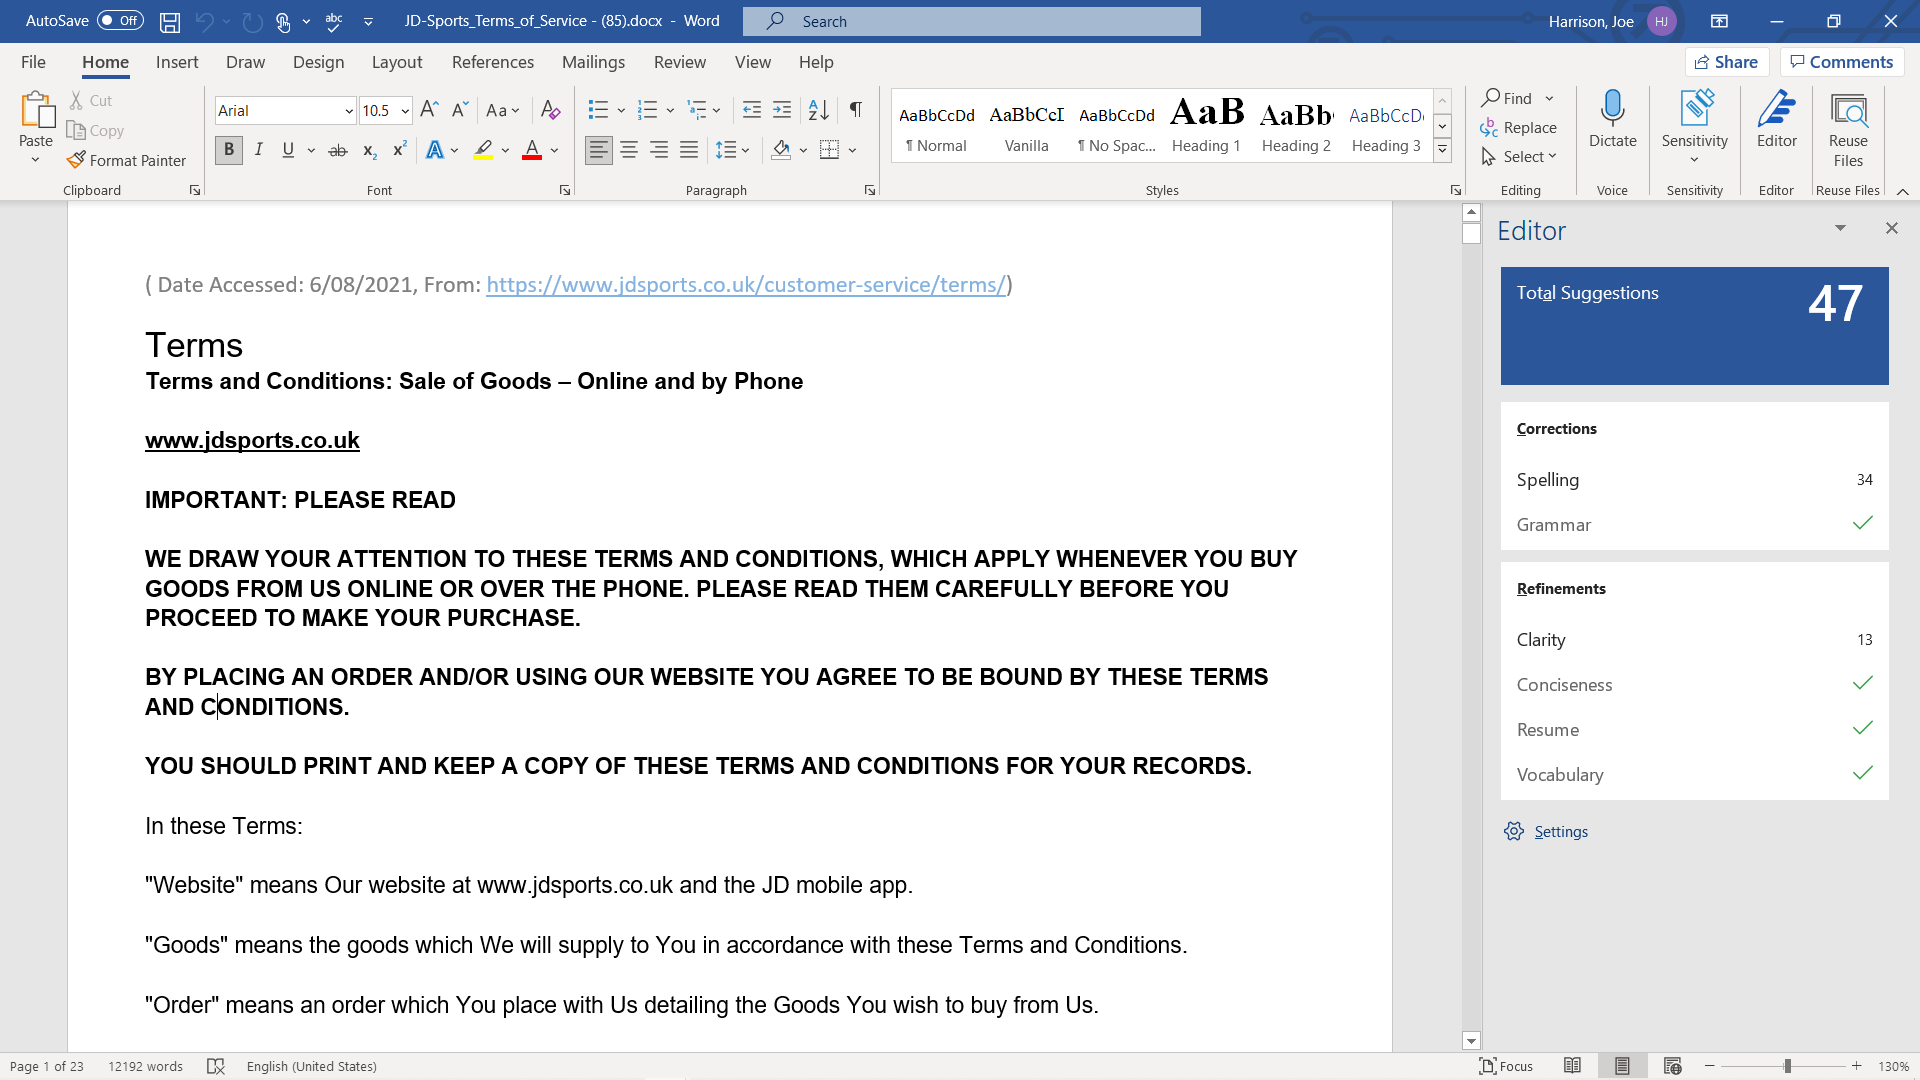 AutoSave Off JD-Sports_Terms_of_Service - (85).docx - Word Search Harrison, Joe HJ
File Home Insert Draw Design Layout References Mailings Review View Help Share Comments
Paste
Cut
Copy
Format Painter
Clipboard
Arial 10.5
Font
Paragraph
AaBbCcDd AaBbCcI AaBbCcDd AaB AaBb AaBbCcD
¶ Normal Vanilla ¶ No Spac... Heading 1 Heading 2 Heading 3
Styles
Find
Replace
Select
Editing
Dictate
Voice
Sensitivity
Sensitivity
Editor
Editor
Reuse
Files
Reuse Files
( Date Accessed: 6/08/2021, From: https://www.jdsports.co.uk/customer-service/terms/)
Terms
Terms and Conditions: Sale of Goods – Online and by Phone
www.jdsports.co.uk
IMPORTANT: PLEASE READ
WE DRAW YOUR ATTENTION TO THESE TERMS AND CONDITIONS, WHICH APPLY WHENEVER YOU BUY
GOODS FROM US ONLINE OR OVER THE PHONE. PLEASE READ THEM CAREFULLY BEFORE YOU
PROCEED TO MAKE YOUR PURCHASE.
BY PLACING AN ORDER AND/OR USING OUR WEBSITE YOU AGREE TO BE BOUND BY THESE TERMS
AND CONDITIONS.
YOU SHOULD PRINT AND KEEP A COPY OF THESE TERMS AND CONDITIONS FOR YOUR RECORDS.
In these Terms:
"Website" means Our website at www.jdsports.co.uk and the JD mobile app.
"Goods" means the goods which We will supply to You in accordance with these Terms and Conditions.
"Order" means an order which You place with Us detailing the Goods You wish to buy from Us.
Editor
Total Suggestions 47
Corrections
Spelling 34
Grammar
Refinements
Clarity 13
Conciseness
Resume
Vocabulary
Settings
Page 1 of 23 12192 words English (United States) Focus 130%